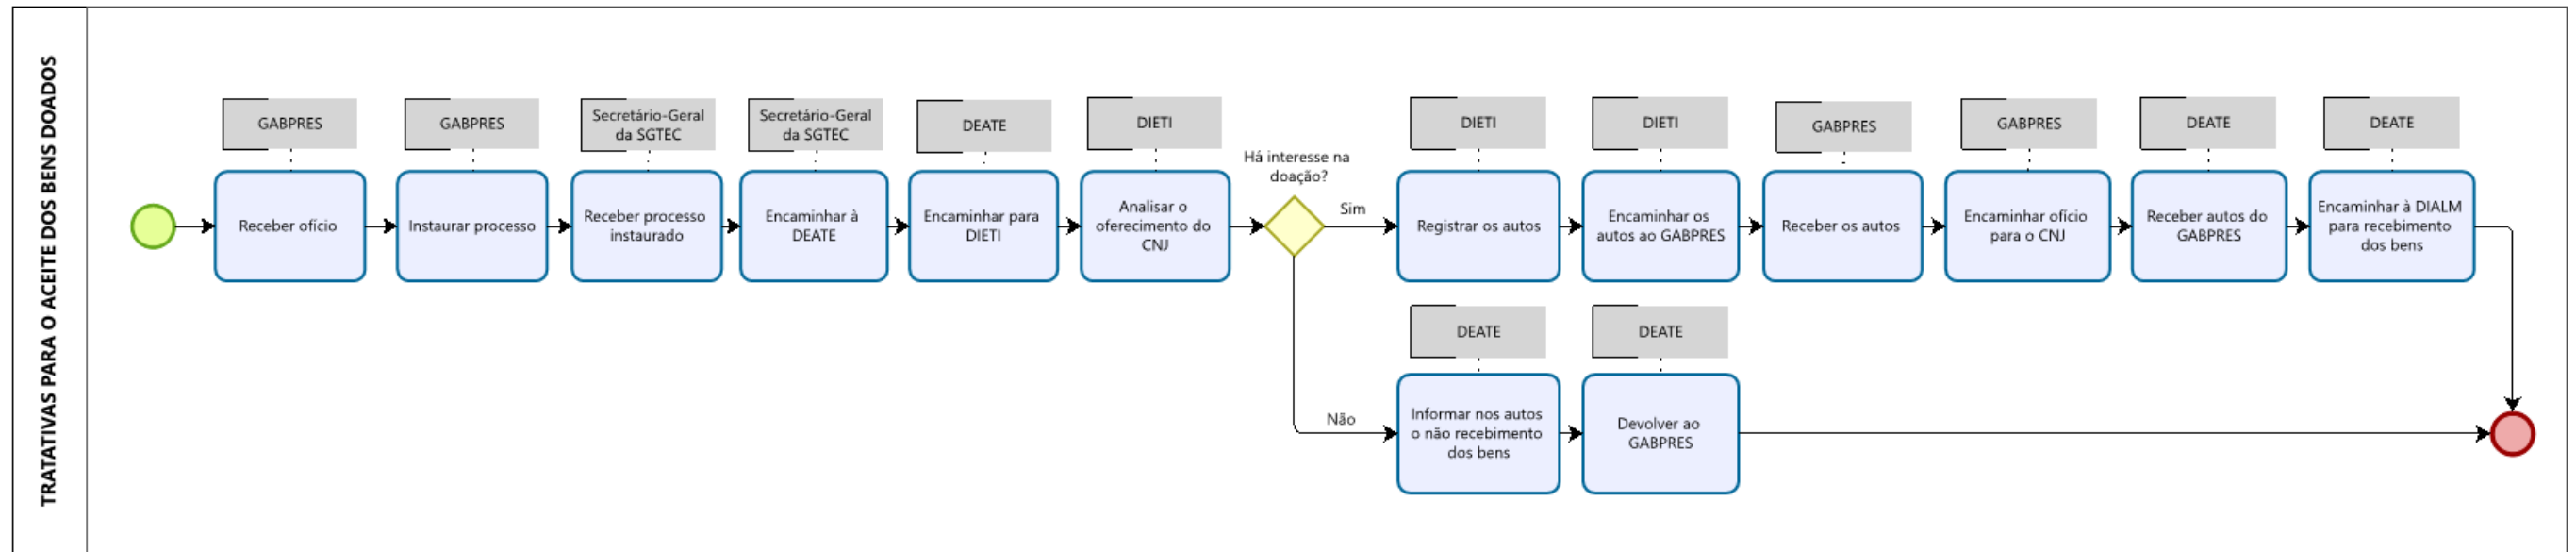 TRATATIVAS PARA O ACEITE DOS BENS DOADOS
GABPRES
Receber ofício
GABPRES
Instaurar processo
Secretário-Geral
da SGTEC
Receber processo
instaurado
Secretário-Geral
da SGTEC
Encaminhar à
DEATE
DEATE
Encaminhar para
DIETI
DIETI
Analisar o
oferecimento do
CNJ
Há interesse na
doação?
Sim
DIETI
Registrar os autos
DIETI
Encaminhar os
autos ao GABPRES
GABPRES
Receber os autos
GABPRES
Encaminhar ofício
para o CNJ
DEATE
Receber autos do
GABPRES
DEATE
Encaminhar à DIALM
para recebimento
dos bens
Não
DEATE
Informar nos autos
o não recebimento
dos bens
DEATE
Devolver ao
GABPRES